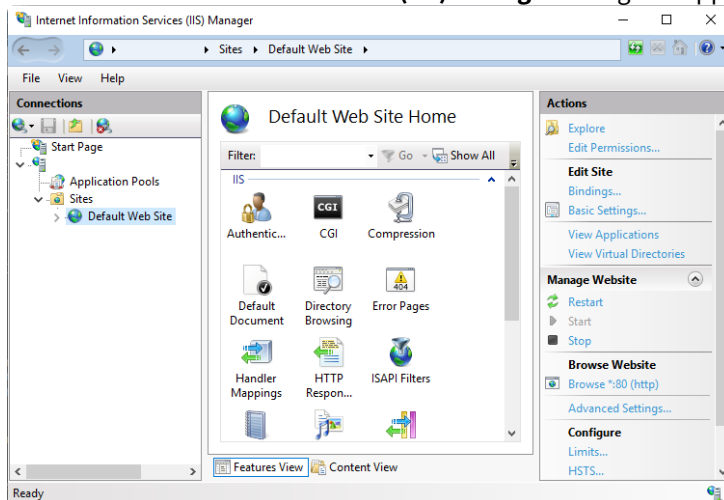 Internet Information Services (IIS) Manager
Sites Default Web Site
File View Help
Connections
Start Page
Application Pools
Sites
Default Web Site
Default Web Site Home
Filter: Go Show All
IIS
Authentic... CGI Compression
CGI
404
Default Document
Directory Browsing
Error Pages
Handler Mappings
HTTP Respon...
ISAPI Filters
Features View Content View
Actions
Explore
Edit Permissions...
Edit Site
Bindings...
Basic Settings...
View Applications
View Virtual Directories
Manage Website
Restart
Start
Stop
Browse Website
Browse *:80 (http)
Advanced Settings...
Configure
Limits...
HSTS...
Ready